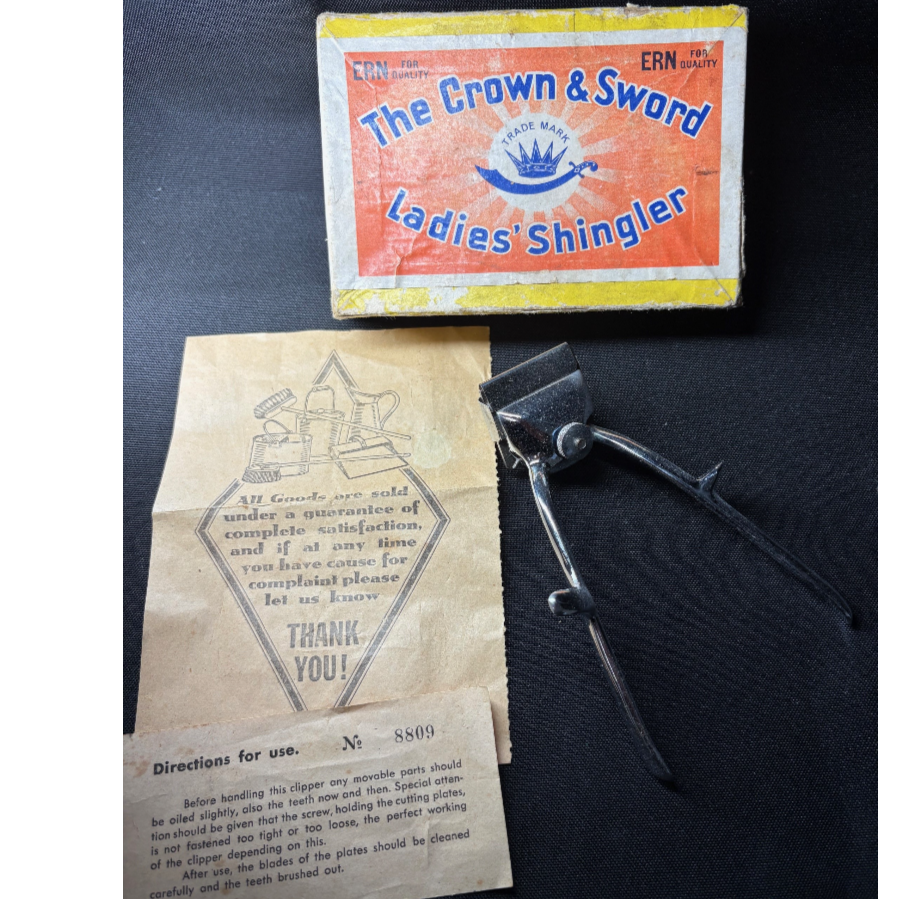 ERN FOR QUALITY
ERN FOR QUALITY
The Crown & Sword
TRADE MARK
Ladies' Shingler
All Goods are sold
under a guarantee of
complete satisfaction,
and if at any time
you have cause for
complaint please
let us know
THANK
YOU!
Directions for use. № 8809
Before handling this clipper any movable parts should
be oiled slightly, also the teeth now and then. Special atten-
tion should be given that the screw, holding the cutting plates,
is not fastened too tight or too loose, the perfect working
of the clipper depending on this.
After use, the blades of the plates should be cleaned
carefully and the teeth brushed out.